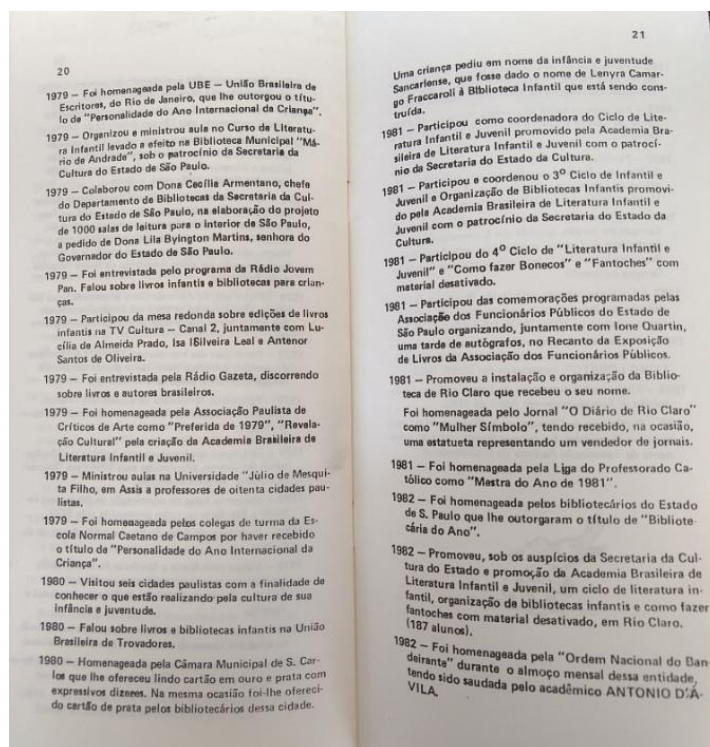 20
1979 — Foi homenageada pela UBE — União Brasileira de
Escritores, do Rio de Janeiro, que lhe outorgou o títu-
lo de "Personalidade do Ano Internacional da Criança".
1979 — Organizou e ministrou aula no Curso de Literatu-
ra Infantil levado a efeito na Biblioteca Municipal "Má-
rio de Andrade", sob o patrocínio da Secretaria da
Cultura do Estado de São Paulo.
1979 — Colaborou com Dona Cecília Armentano, chefe
do Departamento de Bibliotecas da Secretaria da Cul-
tura do Estado de São Paulo, na elaboração do projeto
de 1000 salas de leitura para o interior de São Paulo,
a pedido de Dona Lila Byington Martins, senhora do
Governador do Estado de São Paulo.
1979 — Foi entrevistada pelo programa da Rádio Jovem
Pan. Falou sobre livros infantis e bibliotecas para crian-
ças.
1979 — Participou da mesa redonda sobre edições de livros
infantis na TV Cultura — Canal 2, juntamente com Lu-
cília de Almeida Prado, Isa ISilveira Leal e Antenor
Santos de Oliveira.
1979 — Foi entrevistada pela Rádio Gazeta, discorrendo
sobre livros e autores brasileiros.
1979 — Foi homenageada pela Associação Paulista de
Críticos de Arte como "Preferida de 1979", "Revela-
ção Cultural" pela criação da Academia Brasileira de
Literatura Infantil e Juvenil.
1979 — Ministrou aulas na Universidade "Júlio de Mesqui-
ta Filho, em Assis a professores de oitenta cidades pau-
listas.
1979 — Foi homenageada pelos colegas de turma da Es-
cola Normal Caetano de Campos por haver recebido
o título da "Personalidade do Ano Internacional da
Criança".
1980 — Visitou seis cidades paulistas com a finalidade de
conhecer o que estão realizando pela cultura de sua
infância e juventude.
1980 — Falou sobre livros e bibliotecas infantis na União
Brasileira de Trovadores.
1980 — Homenageada pela Câmara Municipal de S. Car-
los que lhe ofereceu lindo cartão em ouro e prata com
expressivos dizeres. Na mesma ocasião foi-lhe ofereci-
do cartão de prata pelos bibliotecários dessa cidade.
21
Uma criança pediu em nome da infância e juventude
Sancarlense, que fosse dado o nome de Lenyra Camar-
go Fraccaroli à Biblioteca Infantil que está sendo cons-
truída.
1981 — Participou como coordenadora do Ciclo de Lite-
ratura Infantil e Juvenil promovido pela Academia Bra-
sileira de Literatura Infantil e Juvenil com o patrocí-
nio da Secretaria do Estado da Cultura.
1981 — Participou e coordenou o 3º Ciclo de Infantil e
Juvenil e Organização de Bibliotecas Infantis promovi-
do pela Academia Brasileira de Literatura Infantil e
Juvenil com o patrocínio da Secretaria do Estado da
Cultura.
1981 — Participou do 4º Ciclo de "Literatura Infantil e
Juvenil" e "Como fazer Bonecos" e "Fantoches" com
material desativado.
1981 — Participou das comemorações programadas pelas
Associação dos Funcionários Públicos do Estado de
São Paulo organizando, juntamente com Ione Quartin,
uma tarde de autógrafos, no Recanto da Exposição
de Livros da Associação dos Funcionários Públicos.
1981 — Promoveu a instalação e organização da Biblio-
teca de Rio Claro que recebeu o seu nome.
Foi homenageada pelo Jornal "O Diário de Rio Claro"
como "Mulher Símbolo", tendo recebido, na ocasião,
uma estatueta representando um vendedor de jornais.
1981 — Foi homenageada pela Liga do Professorado Ca-
tólico como "Mestra do Ano de 1981".
1982 — Foi homenageada pelos bibliotecários do Estado
de S. Paulo que lhe outorgaram o título de "Bibliote-
cária do Ano".
1982 — Promoveu, sob os auspícios da Secretaria da Cul-
tura do Estado e promoção da Academia Brasileira de
Literatura Infantil e Juvenil, um ciclo de literatura in-
fantil, organização de bibliotecas infantis e como fazer
fantoches com material desativado, em Rio Claro.
(187 alunos).
1982 — Foi homenageada pela "Ordem Nacional do Ban-
deirante" durante o almoço mensal dessa entidade,
tendo sido saudada pelo acadêmico ANTONIO D'Á-
VILA.